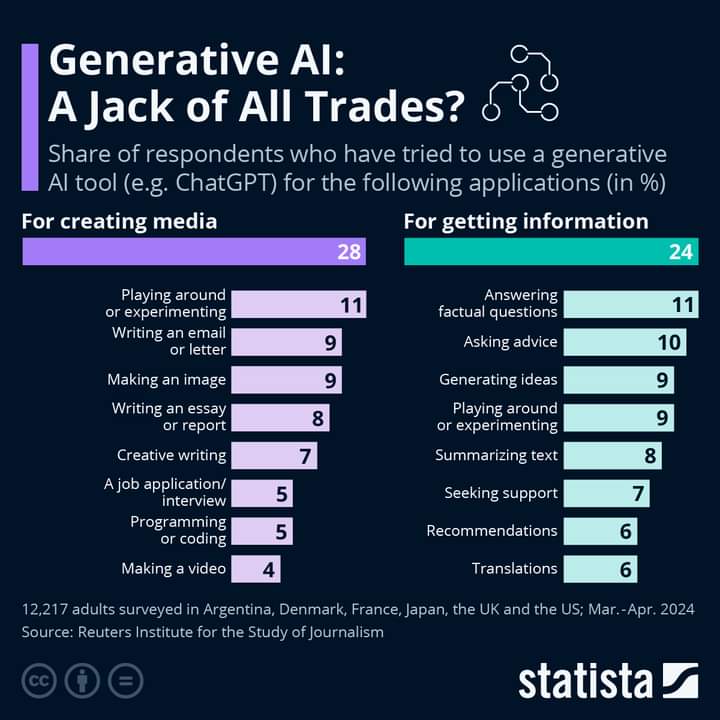 Generative AI:
A Jack of All Trades?
Share of respondents who have tried to use a generative
AI tool (e.g. ChatGPT) for the following applications (in %)
For creating media
28
Playing around
or experimenting
11
Writing an email
or letter
9
Making an image
9
Writing an essay
or report
8
Creative writing
7
A job application/
interview
5
Programming
or coding
5
Making a video
4
For getting information
24
Answering
factual questions
11
Asking advice
10
Generating ideas
9
Playing around
or experimenting
9
Summarizing text
8
Seeking support
7
Recommendations
6
Translations
6
12,217 adults surveyed in Argentina, Denmark, France, Japan, the UK and the US; Mar.-Apr. 2024
Source: Reuters Institute for the Study of Journalism
cc
statista